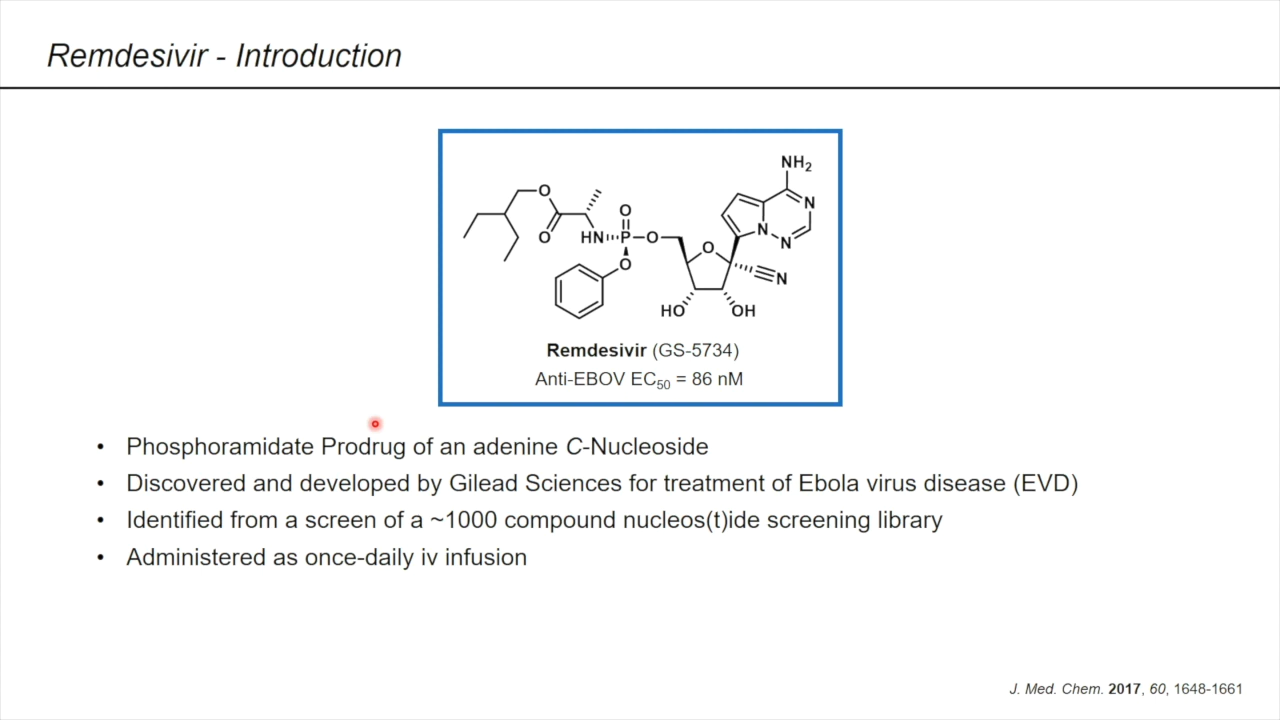 Remdesivir - Introduction
NH2
O
N
O
P
HN
O
O
O
N
N
O
N
HO
OH
Remdesivir (GS-5734)
Anti-EBOV EC50 = 86 nM
• Phosphoramidate Prodrug of an adenine C-Nucleoside
• Discovered and developed by Gilead Sciences for treatment of Ebola virus disease (EVD)
• Identified from a screen of a ~1000 compound nucleos(t)ide screening library
• Administered as once-daily iv infusion
J. Med. Chem. 2017, 60, 1648-1661